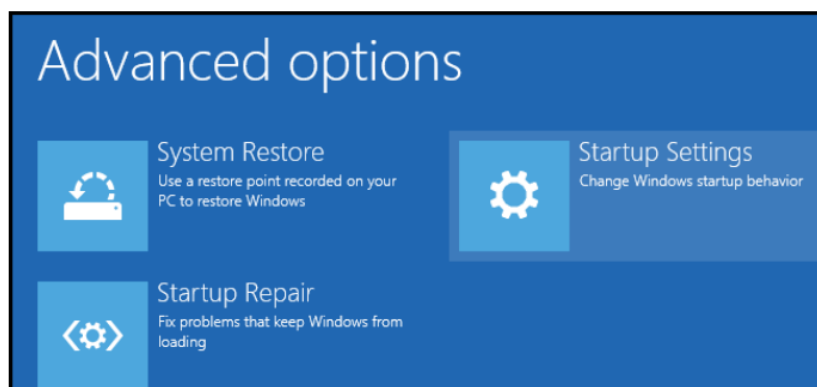 Advanced options
System Restore
Use a restore point recorded on your
PC to restore Windows
Startup Settings
Change Windows startup behavior
Startup Repair
Fix problems that keep Windows from
loading